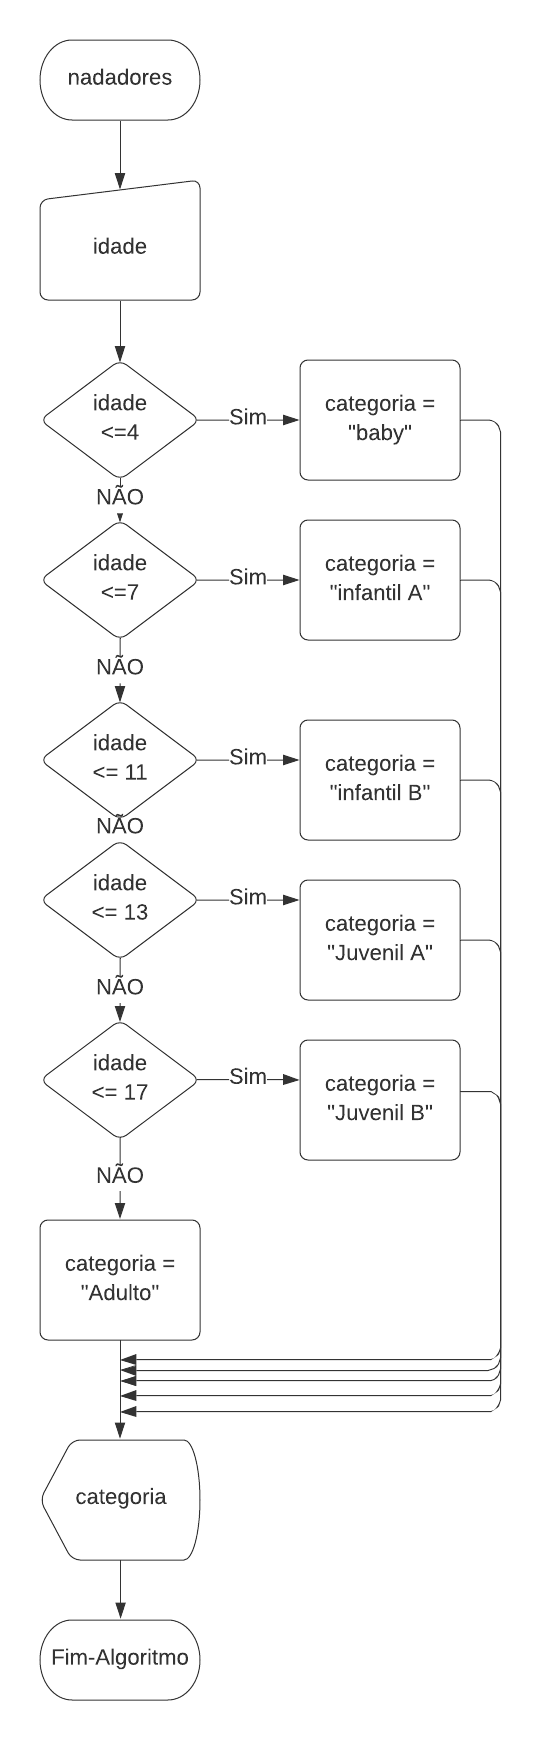 nadadores
idade
idade
<=4
Sim
categoria =
"baby"
NÃO
idade
<=7
Sim
categoria =
"infantil A"
NÃO
idade
<= 11
Sim
categoria =
"infantil B"
NÃO
idade
<= 13
Sim
categoria =
"Juvenil A"
NÃO
idade
<= 17
Sim
categoria =
"Juvenil B"
NÃO
categoria =
"Adulto"
categoria
Fim-Algoritmo